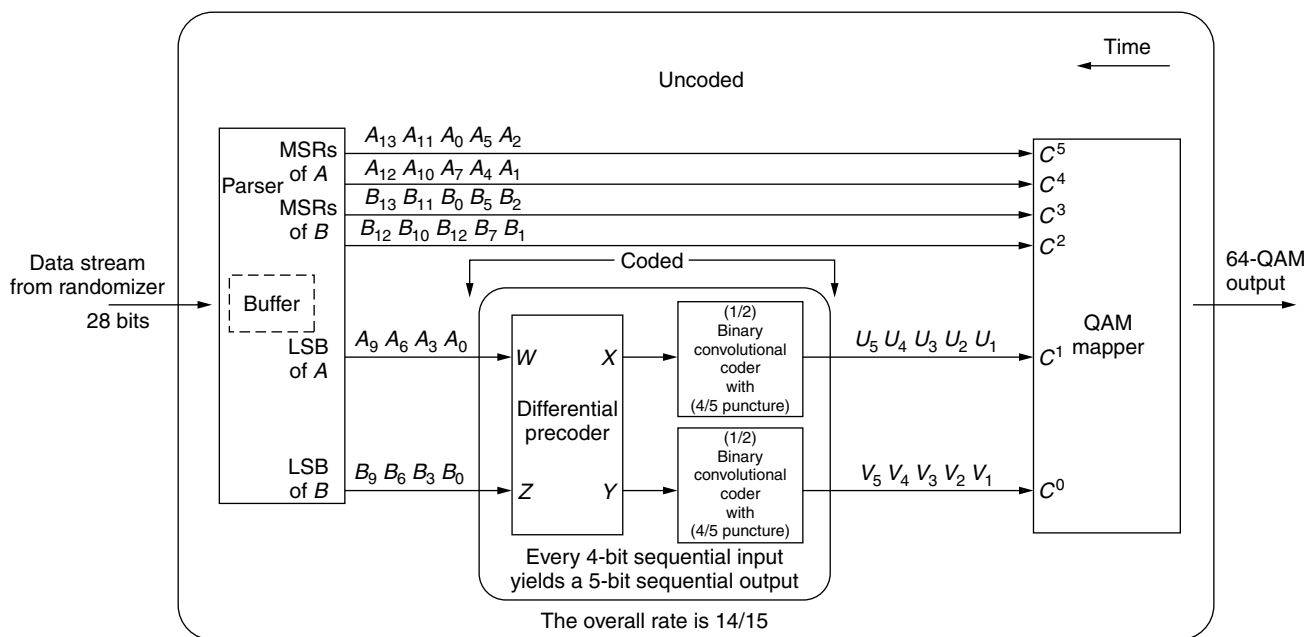 Time
Uncoded
Parser
MSRs
of A
A₁₃ A₁₁ A₀ A₅ A₂
A₁₂ A₁₀ A₇ A₄ A₁
MSRs
of B
B₁₃ B₁₁ B₀ B₅ B₂
B₁₂ B₁₀ B₁₂ B₇ B₁
C⁵
C⁴
C³
C²
Data stream
from randomizer
28 bits
Buffer
Coded
LSB
of A
A₉ A₆ A₃ A₀
LSB
of B
B₉ B₆ B₃ B₀
W
X
Differential
precoder
Z
Y
(1/2)
Binary
convolutional
coder
with
(4/5 puncture)
(1/2)
Binary
convolutional
coder
with
(4/5 puncture)
U₅ U₄ U₃ U₂ U₁
V₅ V₄ V₃ V₂ V₁
C¹
C⁰
QAM
mapper
64-QAM
output
Every 4-bit sequential input
yields a 5-bit sequential output
The overall rate is 14/15